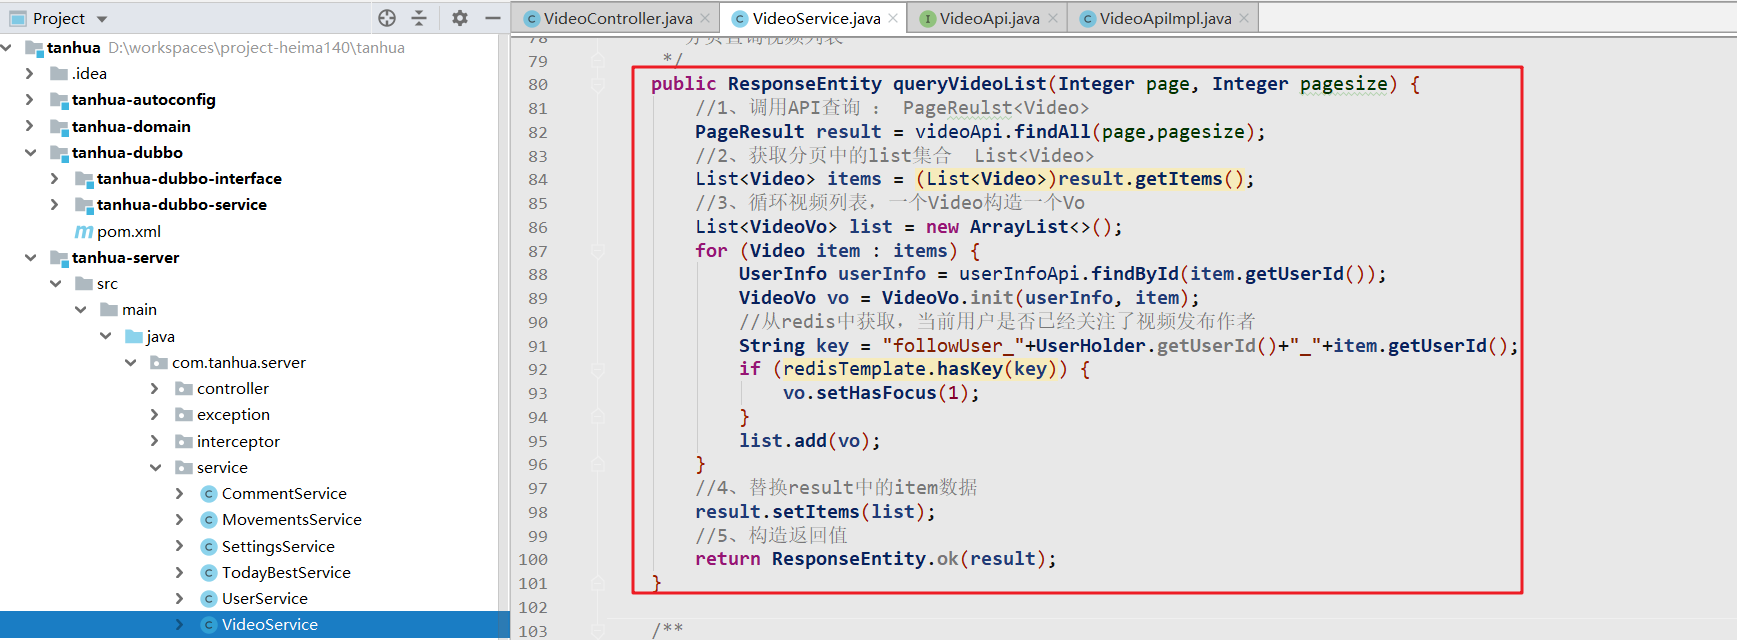 Project
tanhua D:\workspaces\project-heima140\tanhua
.idea
tanhua-autoconfig
tanhua-domain
tanhua-dubbo
tanhua-dubbo-interface
tanhua-dubbo-service
pom.xml
tanhua-server
src
main
java
com.tanhua.server
controller
exception
interceptor
service
CommentService
MovementsService
SettingsService
TodayBestService
UserService
VideoService
VideoController.java
VideoService.java
VideoApi.java
VideoApiImpl.java
78 分页查询视频列表
79 */
80 public ResponseEntity queryVideoList(Integer page, Integer pagesize) {
81 //1、调用API查询 ： PageReulst<Video>
82 PageResult result = videoApi.findAll(page,pagesize);
83 //2、获取分页中的list集合 List<Video>
84 List<Video> items = (List<Video>)result.getItems();
85 //3、循环视频列表，一个Video构造一个Vo
86 List<VideoVo> list = new ArrayList<>();
87 for (Video item : items) {
88 UserInfo userInfo = userInfoApi.findById(item.getUserId());
89 VideoVo vo = VideoVo.init(userInfo, item);
90 //从redis中获取，当前用户是否已经关注了视频发布作者
91 String key = "followUser_"+UserHolder.getUserId()+"_"+item.getUserId();
92 if (redisTemplate.hasKey(key)) {
93 vo.setHasFocus(1);
94 }
95 list.add(vo);
96 }
97 //4、替换result中的item数据
98 result.setItems(list);
99 //5、构造返回值
100 return ResponseEntity.ok(result);
101 }
102
103 /**